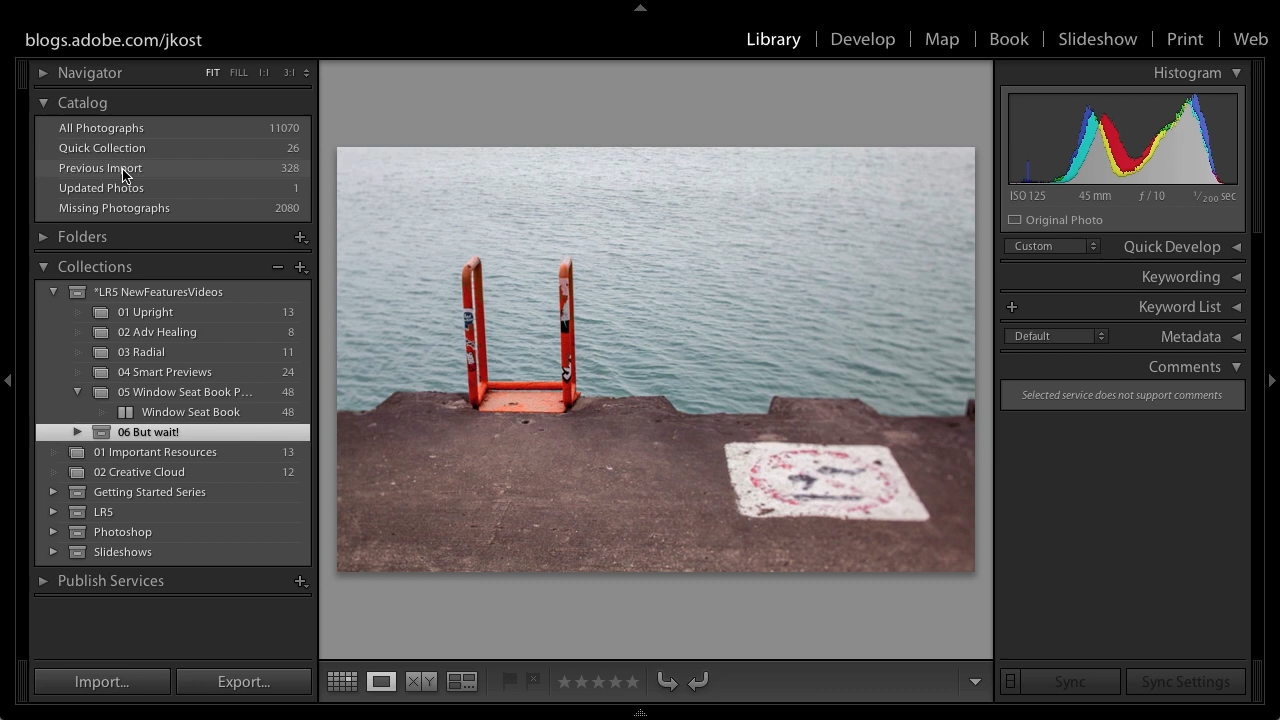 blogs.adobe.com/jkost
Library | Develop | Map | Book | Slideshow | Print | Web
Navigator FIT FILL 1:1 3:1
Catalog
All Photographs 11070
Quick Collection 26
Previous Import 328
Updated Photos 1
Missing Photographs 2080
Folders
Collections
*LR5 NewFeaturesVideos
01 Upright 13
02 Adv Healing 8
03 Radial 11
04 Smart Previews 24
05 Window Seat Book P... 48
Window Seat Book 48
06 But wait!
01 Important Resources 13
02 Creative Cloud 12
Getting Started Series
LR5
Photoshop
Slideshows
Publish Services
Import...
Export...
XY
Histogram
ISO 125 45 mm ƒ / 10 1/200 sec
Original Photo
Custom Quick Develop
Keywording
Keyword List
Default Metadata
Comments
Selected service does not support comments
Sync
Sync Settings